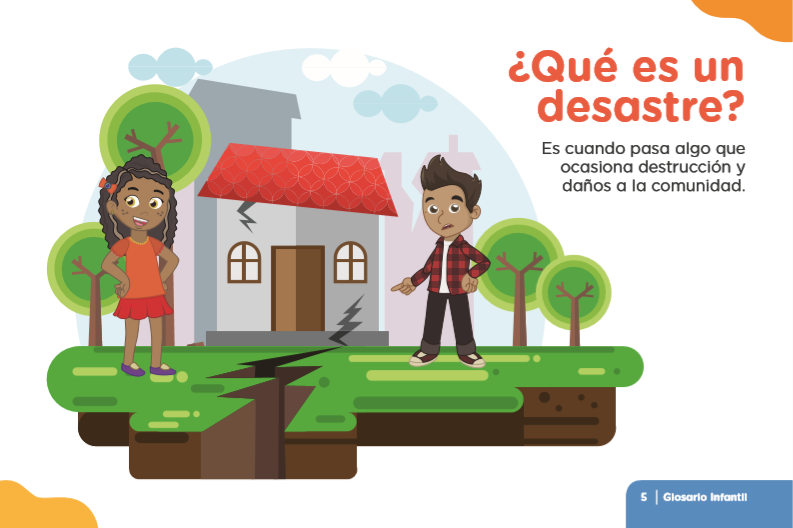 ¿Qué es un
desastre?
Es cuando pasa algo que
ocasiona destrucción y
daños a la comunidad.
5 | Glosario Infantil